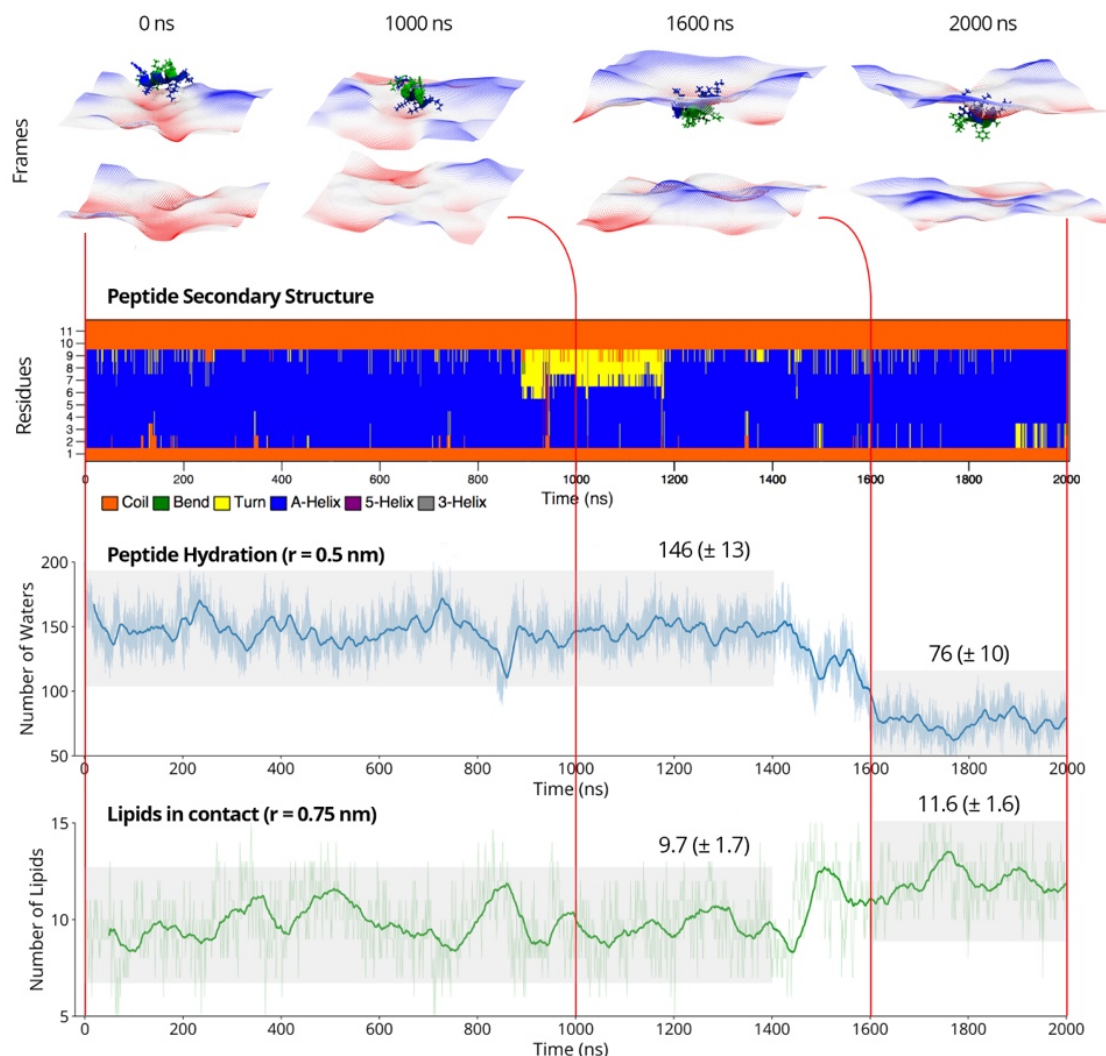 0 ns 1000 ns 1600 ns 2000 ns
Frames
Peptide Secondary Structure
Residues
11
10
9
8
7
6
5
4
3
2
1
0 200 400 600 800 1000 1200 1400 1600 1800 2000
Time (ns)
Coil Bend Turn A-Helix 5-Helix 3-Helix
Peptide Hydration (r = 0.5 nm)
146 (± 13)
76 (± 10)
Number of Waters
200
150
100
50
0 200 400 600 800 1000 1200 1400 1600 1800 2000
Time (ns)
Lipids in contact (r = 0.75 nm)
9.7 (± 1.7)
11.6 (± 1.6)
Number of Lipids
15
10
5
0 200 400 600 800 1000 1200 1400 1600 1800 2000
Time (ns)